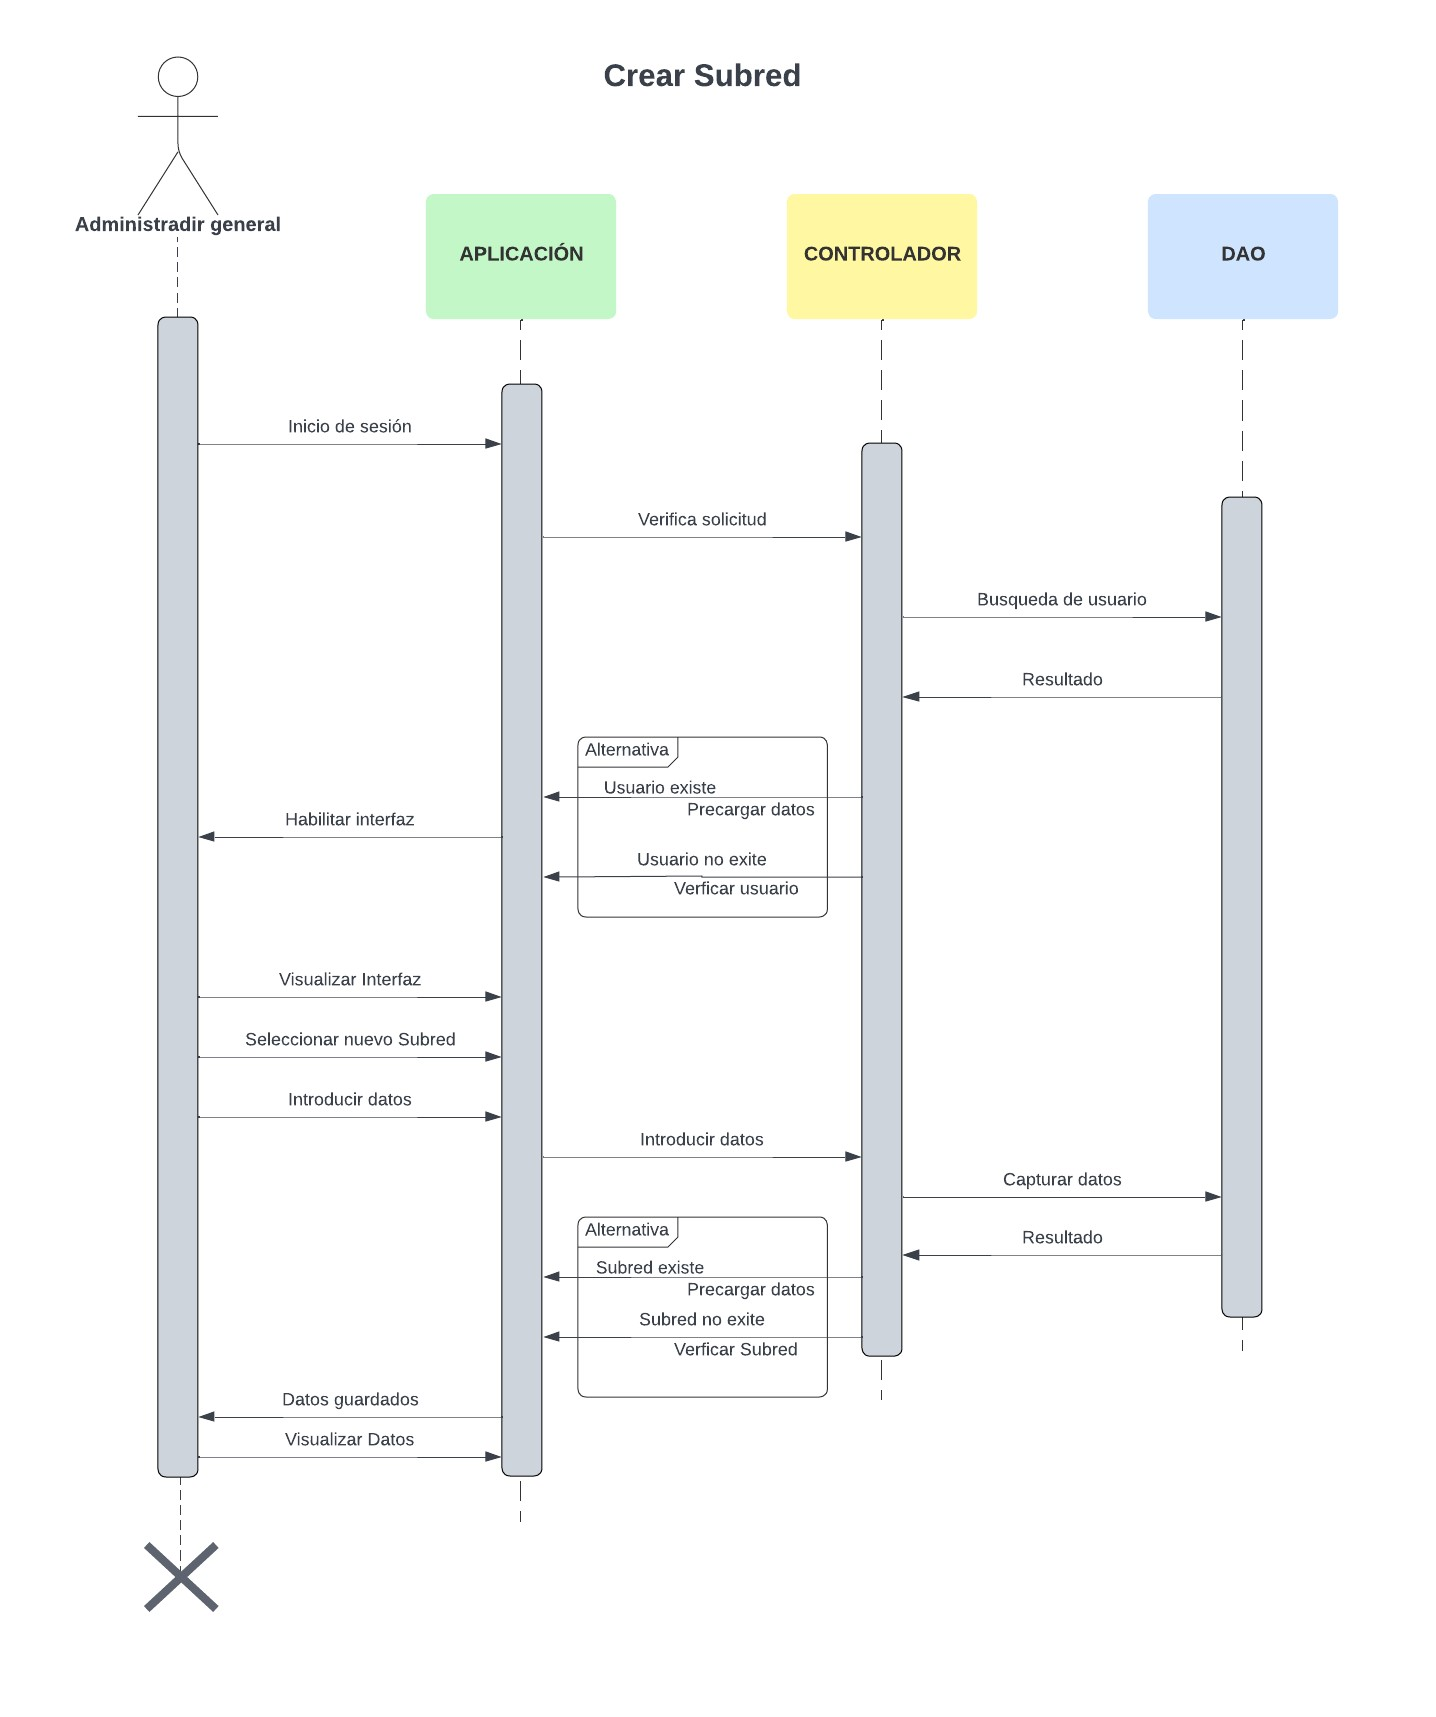 Crear Subred
Administradir general
APLICACIÓN
CONTROLADOR
DAO
Inicio de sesión
Verifica solicitud
Busqueda de usuario
Resultado
Alternativa
Usuario existe
Precargar datos
Habilitar interfaz
Usuario no exite
Verficar usuario
Visualizar Interfaz
Seleccionar nuevo Subred
Introducir datos
Introducir datos
Capturar datos
Alternativa
Resultado
Subred existe
Precargar datos
Subred no exite
Verficar Subred
Datos guardados
Visualizar Datos